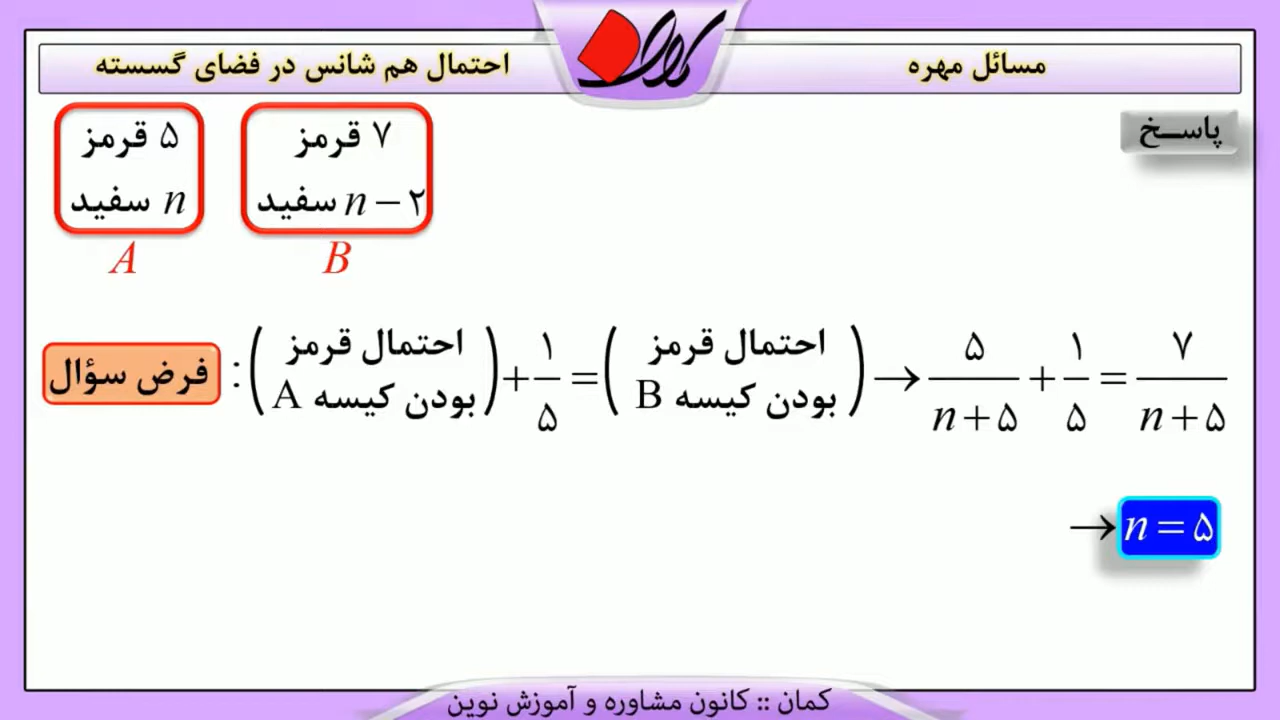 مسائل مهره
احتمال هم شانس در فضای گسسته
پاســخ
۷ قرمز
n − ۲ سفید
B
۵ قرمز
n سفید
A
فرض سؤال : (احتمال قرمز بودن کیسه A) + ۱/۵ = (احتمال قرمز بودن کیسه B) → ۵/(n + ۵) + ۱/۵ = ۷/(n + ۵)
→ n = ۵
کمان :: کانون مشاوره و آموزش نوین